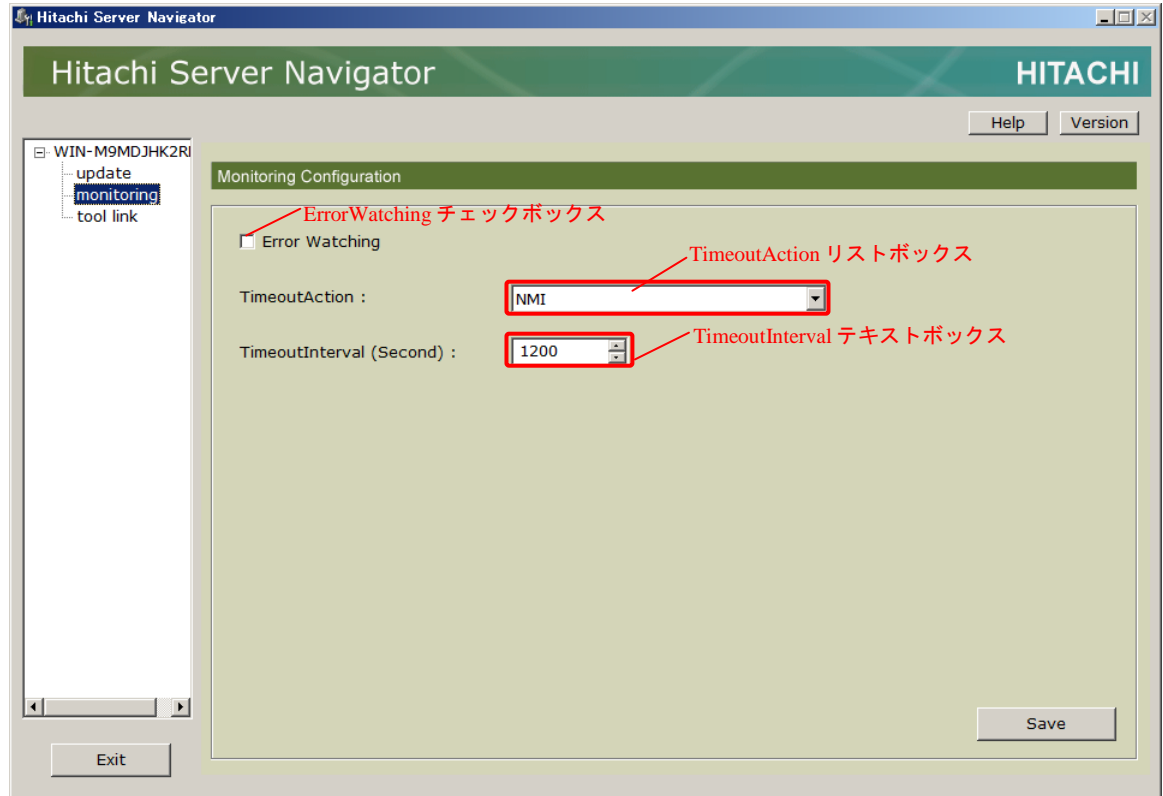 Hitachi Server Navigator
Hitachi Server Navigator
HITACHI
Help
Version
WIN-M9MDJHK2RI
update
monitoring
tool link
Monitoring Configuration
ErrorWatching チェックボックス
Error Watching
TimeoutAction リストボックス
TimeoutAction :
NMI
TimeoutInterval テキストボックス
TimeoutInterval (Second) :
1200
Save
Exit